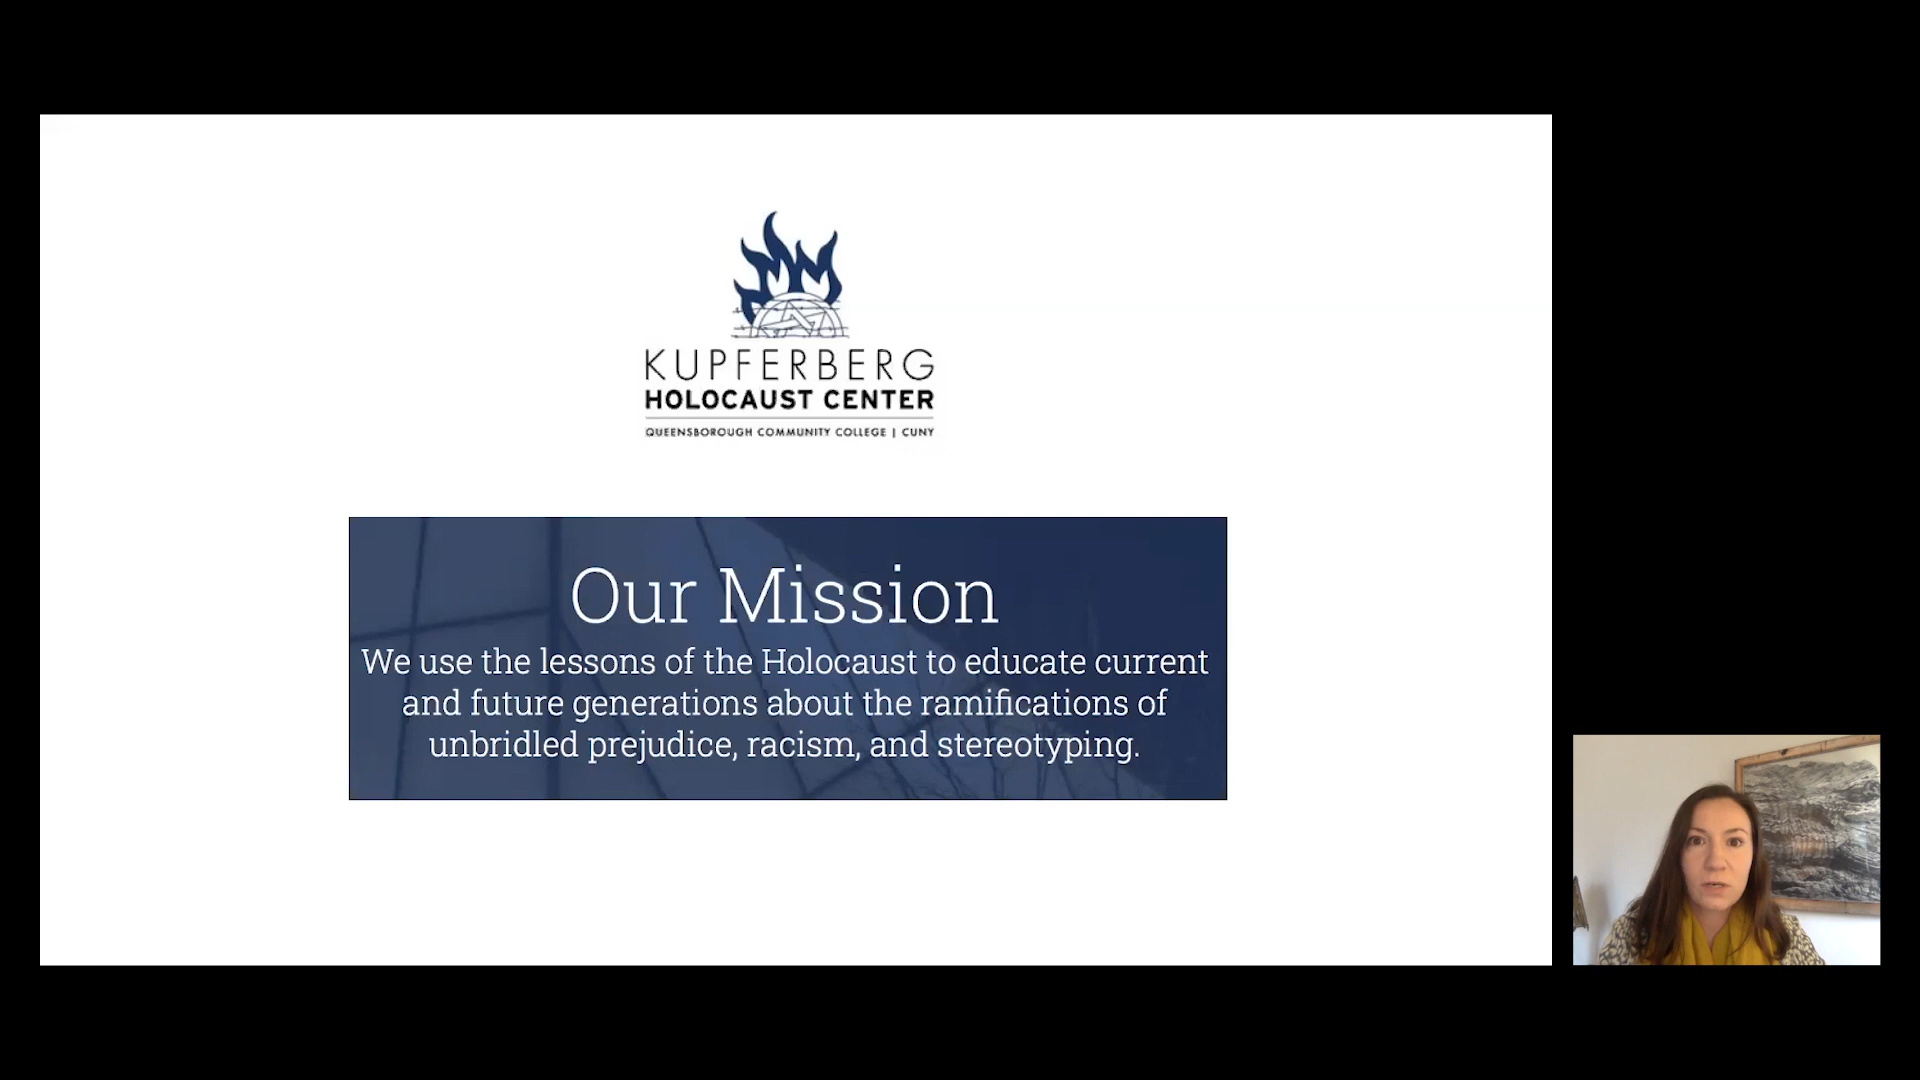 KUPFERBERG
HOLOCAUST CENTER
QUEENSBOROUGH COMMUNITY COLLEGE | CUNY
Our Mission
We use the lessons of the Holocaust to educate current
and future generations about the ramifications of
unbridled prejudice, racism, and stereotyping.